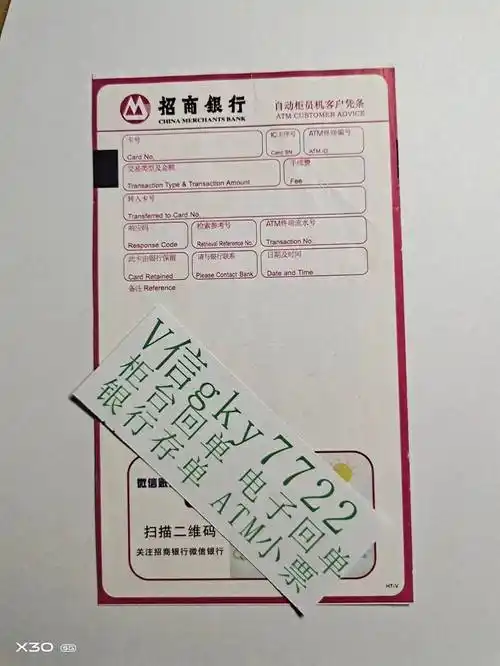 招商银行
CHINA MERCHANTS BANK
自动柜员机客户凭条
ATM CUSTOMER ADVICE
卡号
Card No.
IC卡序号
Card SN
ATM终端编号
ATM ID
交易类型及金额
Transaction Type & Transaction Amount
手续费
Fee
转入卡号
Transferred to Card No.
响应码
Response Code
检索参考号
Retrieval Reference No.
ATM终端流水号
Transaction No.
此卡由银行保留
Card Retained
请与银行联系
Please Contact Bank
日期及时间
Date and Time
备注 Reference
V信gky7722
柜台回单 电子回单
银行存单 ATM小票
微信
扫描二维码
关注招商银行微信银行
X30 5G